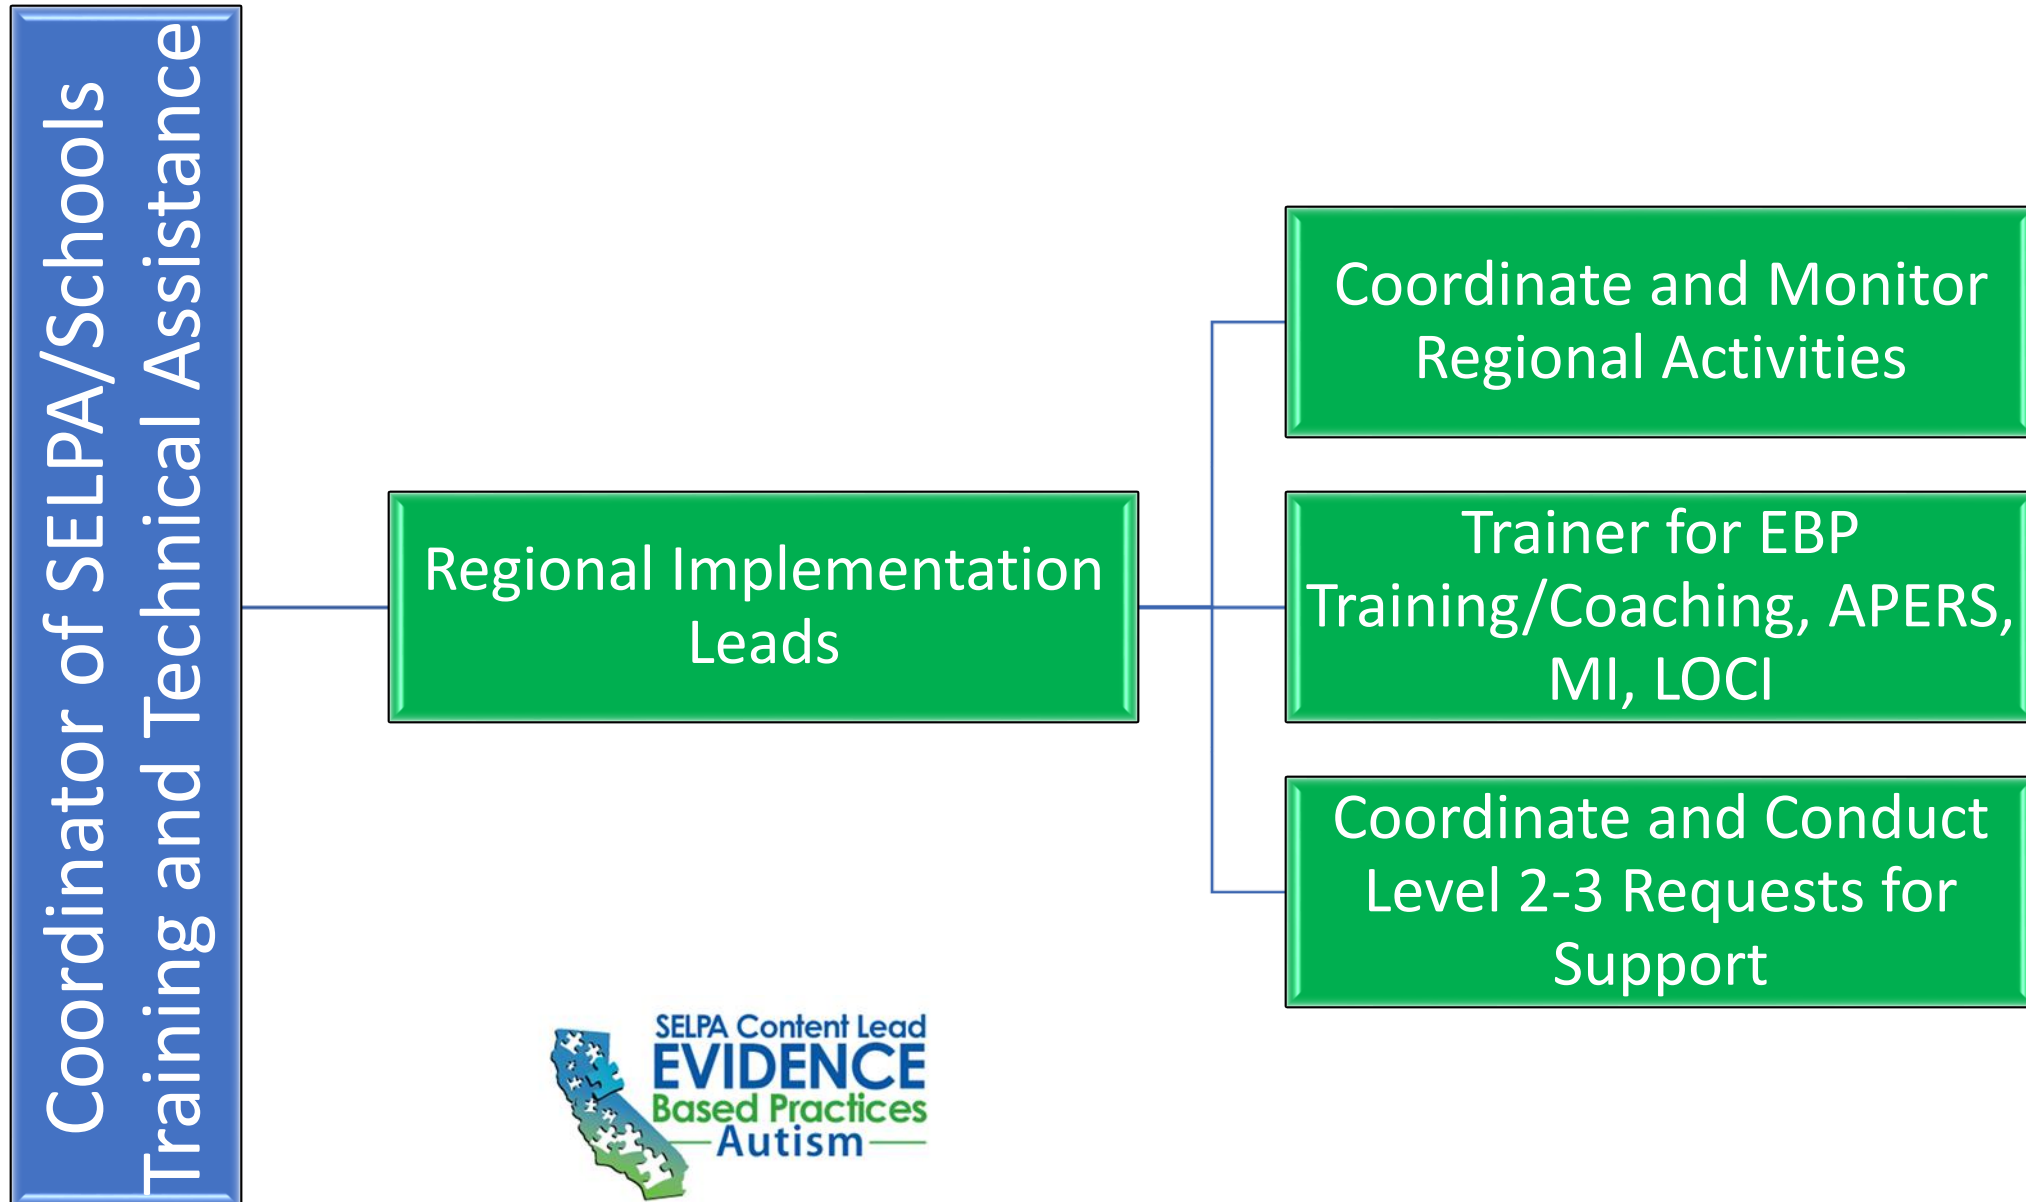 Coordinator of SELPA/Schools
Training and Technical Assistance
Regional Implementation
Leads
Coordinate and Monitor
Regional Activities
Trainer for EBP
Training/Coaching, APERS,
MI, LOCI
Coordinate and Conduct
Level 2-3 Requests for
Support
SELPA Content Lead
EVIDENCE
Based Practices
Autism